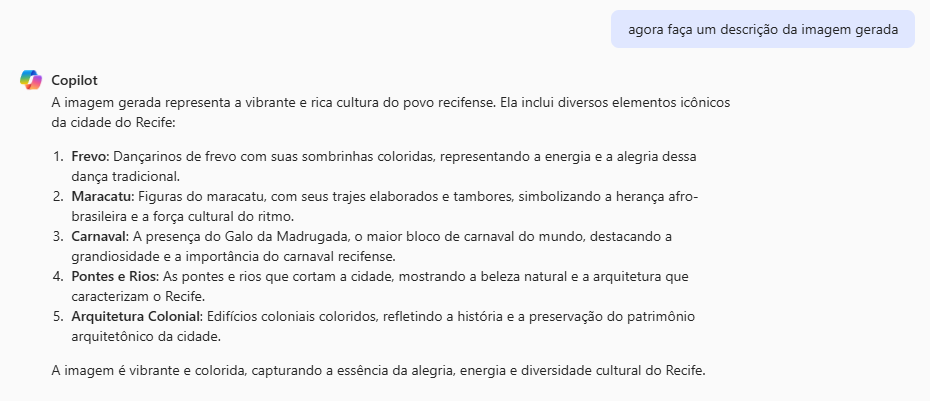 agora faça um descrição da imagem gerada
Copilot
A imagem gerada representa a vibrante e rica cultura do povo recifense. Ela inclui diversos elementos icônicos
da cidade do Recife:
1. Frevo: Dançarinos de frevo com suas sombrinhas coloridas, representando a energia e a alegria dessa
dança tradicional.
2. Maracatu: Figuras do maracatu, com seus trajes elaborados e tambores, simbolizando a herança afro-
brasileira e a força cultural do ritmo.
3. Carnaval: A presença do Galo da Madrugada, o maior bloco de carnaval do mundo, destacando a
grandiosidade e a importância do carnaval recifense.
4. Pontes e Rios: As pontes e rios que cortam a cidade, mostrando a beleza natural e a arquitetura que
caracterizam o Recife.
5. Arquitetura Colonial: Edifícios coloniais coloridos, refletindo a história e a preservação do patrimônio
arquitetônico da cidade.
A imagem é vibrante e colorida, capturando a essência da alegria, energia e diversidade cultural do Recife.